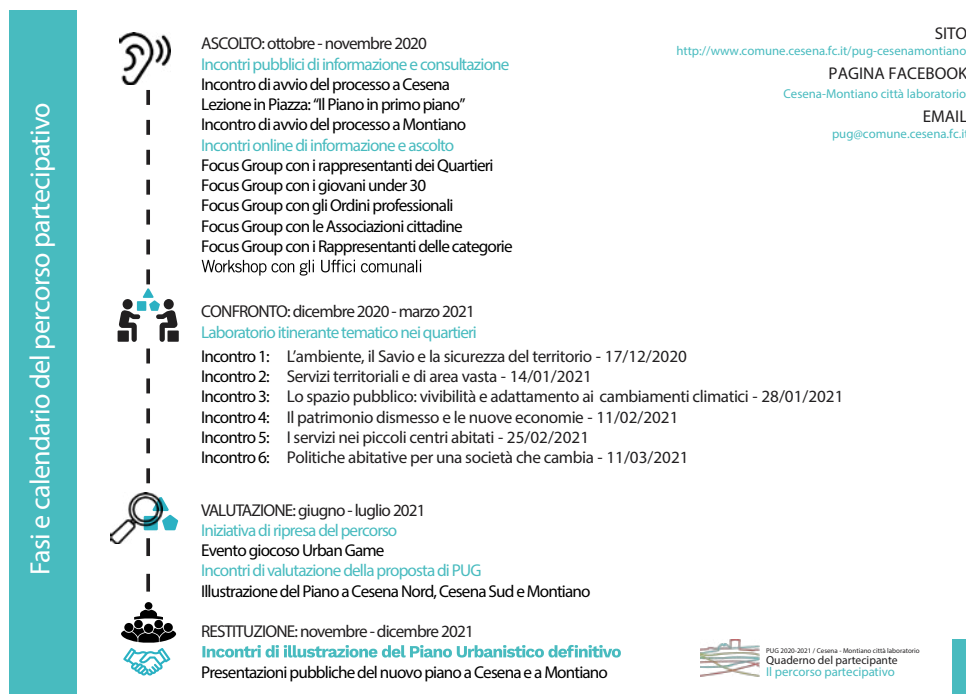 Fasi e calendario del percorso partecipativo
ASCOLTO: ottobre - novembre 2020
Incontri pubblici di informazione e consultazione
Incontro di avvio del processo a Cesena
Lezione in Piazza: “Il Piano in primo piano”
Incontro di avvio del processo a Montiano
Incontri online di informazione e ascolto
Focus Group con i rappresentanti dei Quartieri
Focus Group con i giovani under 30
Focus Group con gli Ordini professionali
Focus Group con le Associazioni cittadine
Focus Group con i Rappresentanti delle categorie
Workshop con gli Uffici comunali
SITO
http://www.comune.cesena.fc.it/pug-cesenamontiano
PAGINA FACEBOOK
Cesena-Montiano città laboratorio
EMAIL
pug@comune.cesena.fc.it
CONFRONTO: dicembre 2020 - marzo 2021
Laboratorio itinerante tematico nei quartieri
Incontro 1: L’ambiente, il Savio e la sicurezza del territorio - 17/12/2020
Incontro 2: Servizi territoriali e di area vasta - 14/01/2021
Incontro 3: Lo spazio pubblico: vivibilità e adattamento ai cambiamenti climatici - 28/01/2021
Incontro 4: Il patrimonio dismesso e le nuove economie - 11/02/2021
Incontro 5: I servizi nei piccoli centri abitati - 25/02/2021
Incontro 6: Politiche abitative per una società che cambia - 11/03/2021
VALUTAZIONE: giugno - luglio 2021
Iniziativa di ripresa del percorso
Evento giocoso Urban Game
Incontri di valutazione della proposta di PUG
Illustrazione del Piano a Cesena Nord, Cesena Sud e Montiano
RESTITUZIONE: novembre - dicembre 2021
Incontri di illustrazione del Piano Urbanistico definitivo
Presentazioni pubbliche del nuovo piano a Cesena e a Montiano
PUG 2020-2021 / Cesena - Montiano città laboratorio
Quaderno del partecipante
Il percorso partecipativo